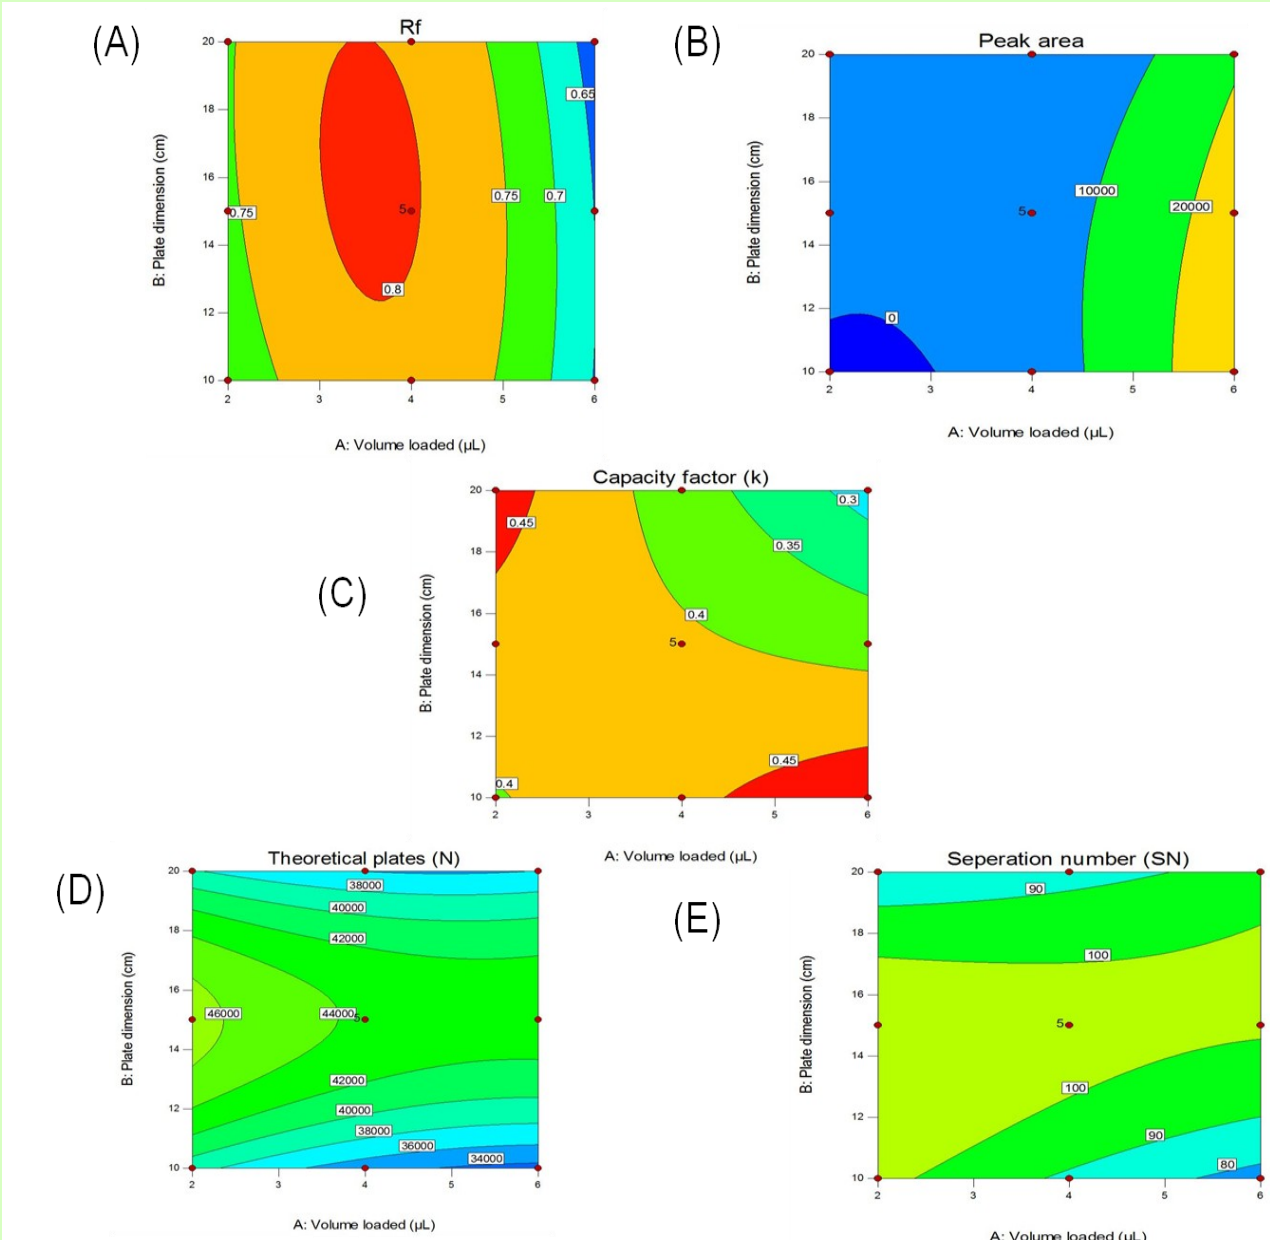 (A)
Rf
B: Plate dimension (cm)
20
18
16
14
12
10
0.65
0.75
0.75
0.7
5
0.8
2 3 4 5 6
A: Volume loaded (µL)
(B)
Peak area
B: Plate dimension (cm)
20
18
16
14
12
10
10000
20000
5
0
2 3 4 5 6
A: Volume loaded (µL)
(C)
Capacity factor (k)
B: Plate dimension (cm)
20
18
16
14
12
10
0.45
0.3
0.35
0.4
5
0.45
0.4
2 3 4 5 6
A: Volume loaded (µL)
(D)
Theoretical plates (N)
B: Plate dimension (cm)
20
18
16
14
12
10
38000
40000
42000
46000
44000
5
42000
40000
38000
36000
34000
2 3 4 5 6
A: Volume loaded (µL)
(E)
Seperation number (SN)
B: Plate dimension (cm)
20
18
16
14
12
10
90
100
5
100
90
80
2 3 4 5 6
A: Volume loaded (µL)